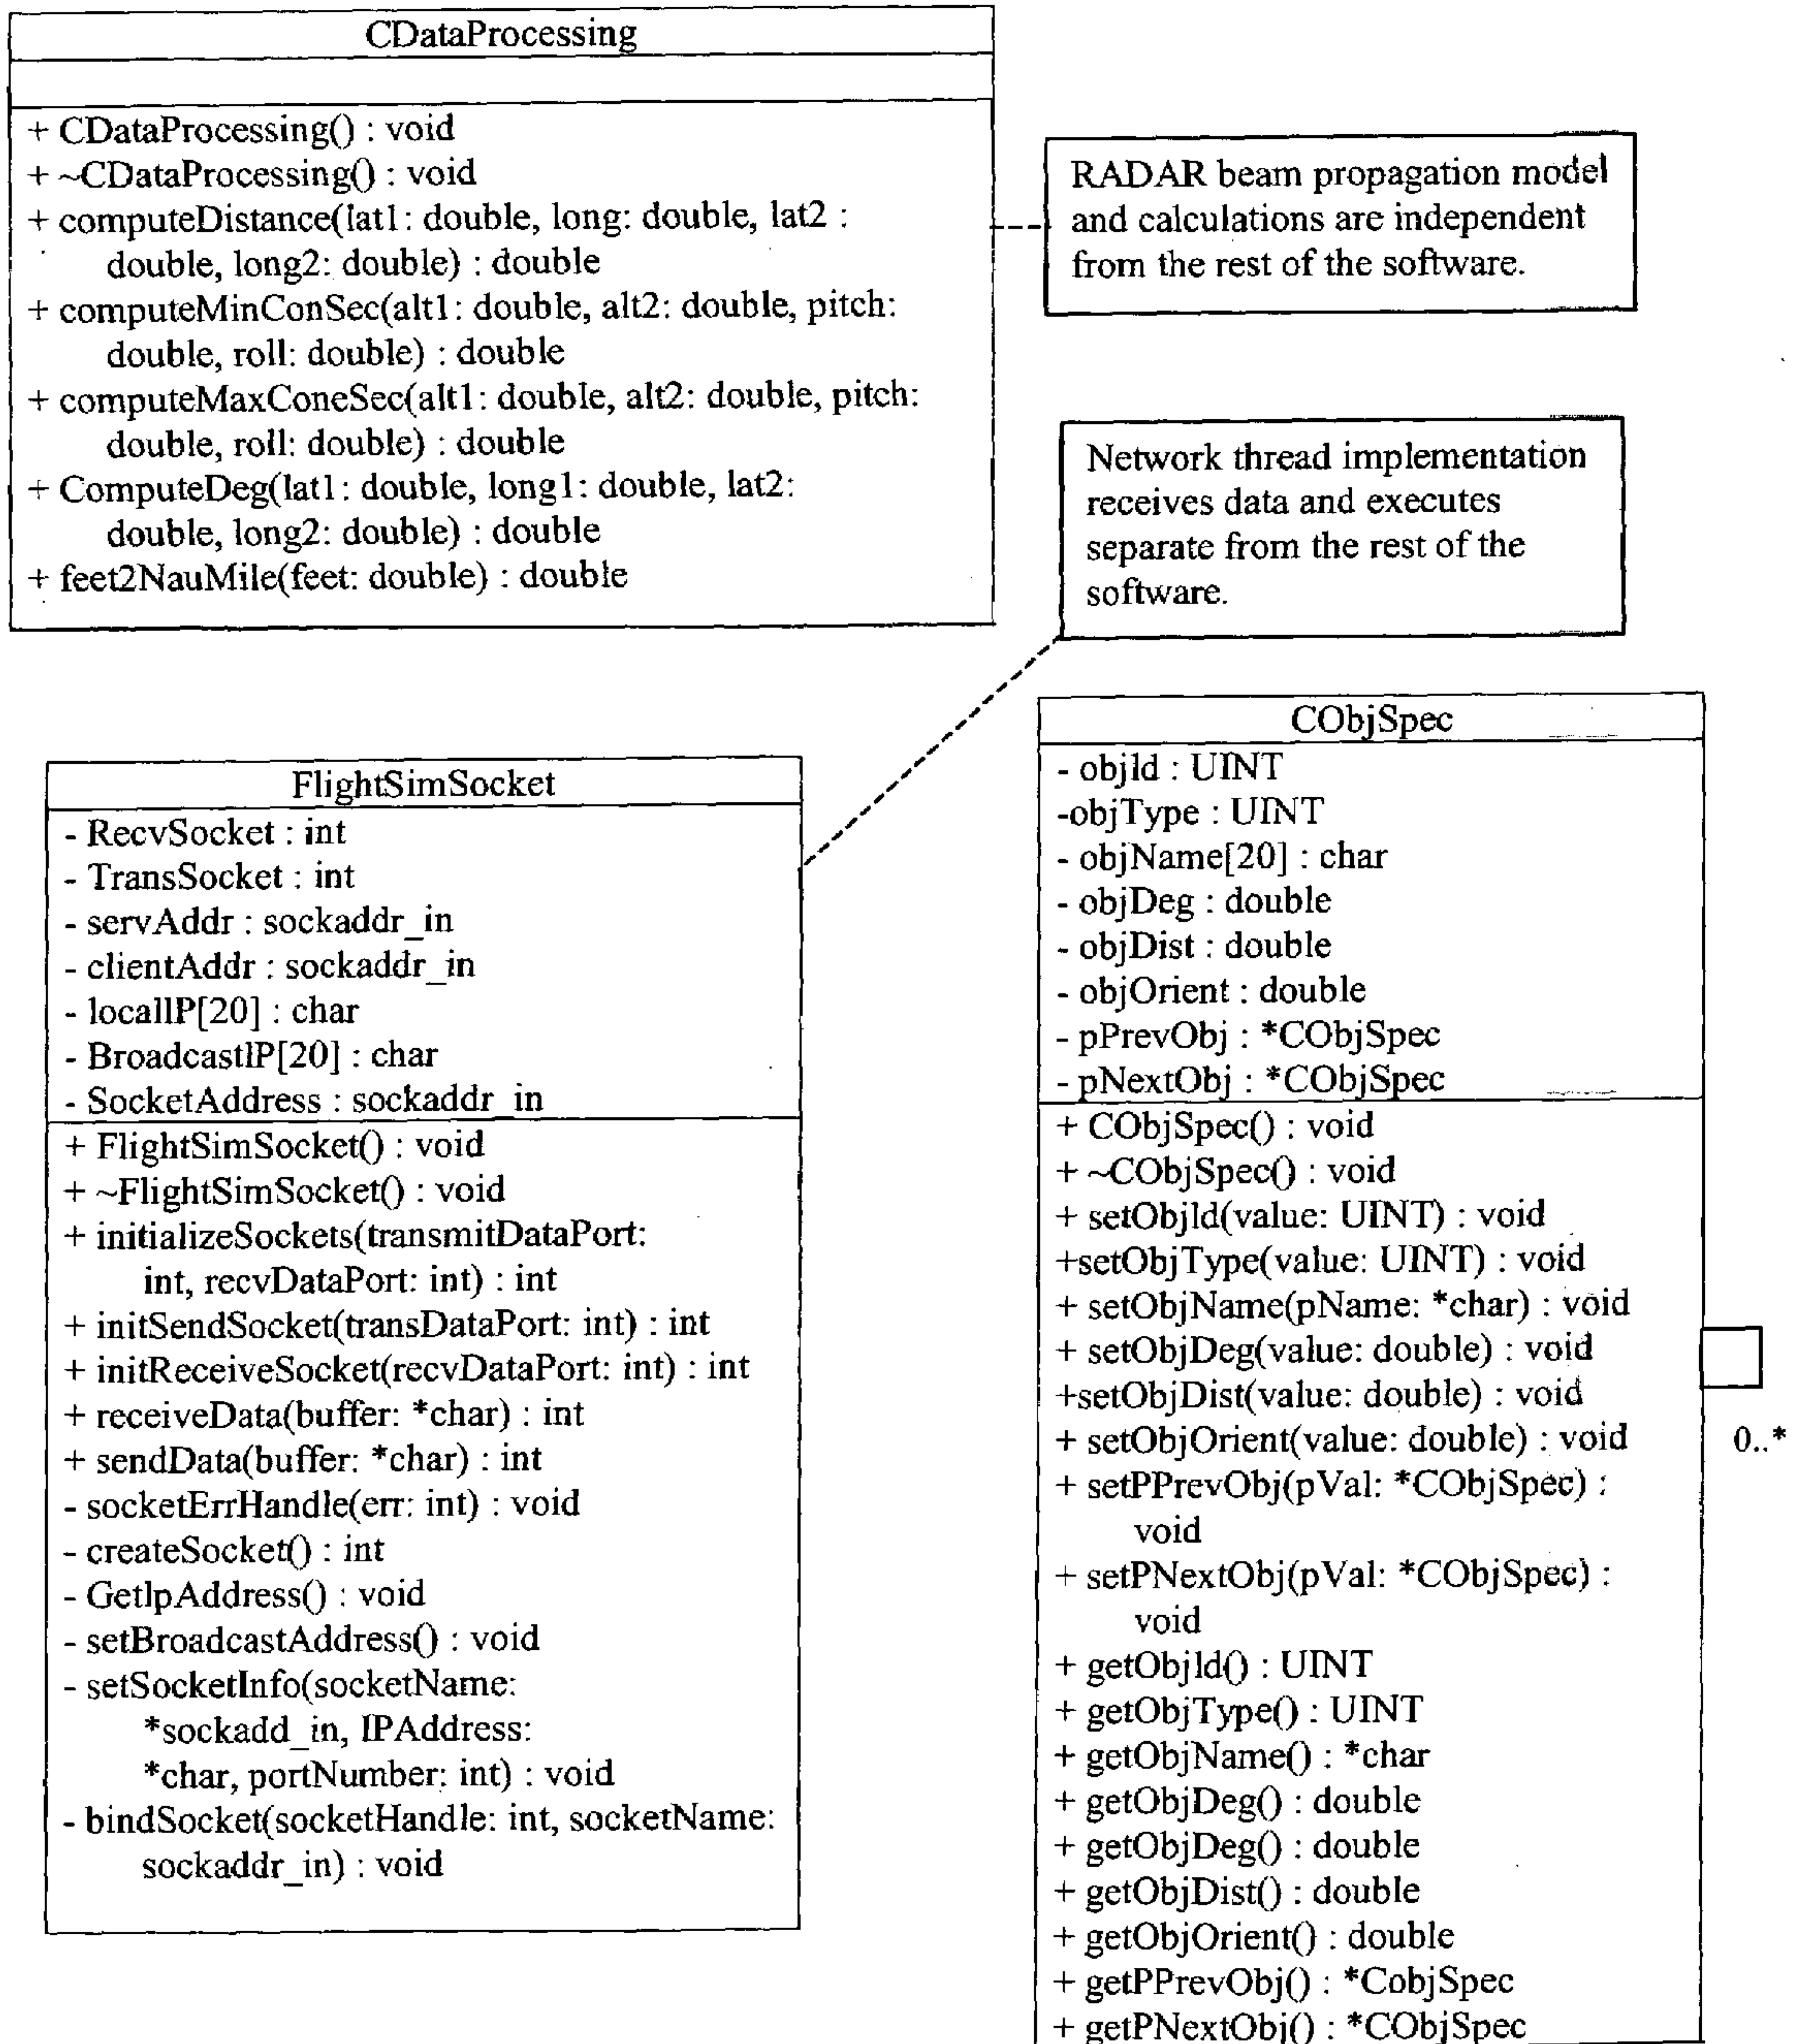 CDataProcessing
+ CDataProcessing() : void
+ ~CDataProcessing() : void
+ computeDistance(lat1: double, long: double, lat2 :
double, long2: double) : double
+ computeMinConSec(alt1: double, alt2: double, pitch:
double, roll: double) : double
+ computeMaxConeSec(alt1: double, alt2: double, pitch:
double, roll: double) : double
+ ComputeDeg(lat1: double, long1: double, lat2:
double, long2: double) : double
+ feet2NauMile(feet: double) : double
RADAR beam propagation model
and calculations are independent
from the rest of the software.
Network thread implementation
receives data and executes
separate from the rest of the
software.
FlightSimSocket
- RecvSocket : int
- TransSocket : int
- servAddr : sockaddr_in
- clientAddr : sockaddr_in
- localIP[20] : char
- BroadcastIP[20] : char
- SocketAddress : sockaddr_in
+ FlightSimSocket() : void
+ ~FlightSimSocket() : void
+ initializeSockets(transmitDataPort:
int, recvDataPort: int) : int
+ initSendSocket(transDataPort: int) : int
+ initReceiveSocket(recvDataPort: int) : int
+ receiveData(buffer: *char) : int
+ sendData(buffer: *char) : int
- socketErrHandle(err: int) : void
- createSocket() : int
- GetIpAddress() : void
- setBroadcastAddress() : void
- setSocketInfo(socketName:
*sockadd_in, IPAddress:
*char, portNumber: int) : void
- bindSocket(socketHandle: int, socketName:
sockaddr_in) : void
CObjSpec
- objId : UINT
-objType : UINT
- objName[20] : char
- objDeg : double
- objDist : double
- objOrient : double
- pPrevObj : *CObjSpec
- pNextObj : *CObjSpec
+ CObjSpec() : void
+ ~CObjSpec() : void
+ setObjId(value: UINT) : void
+setObjType(value: UINT) : void
+ setObjName(pName: *char) : void
+ setObjDeg(value: double) : void
+setObjDist(value: double) : void
+ setObjOrient(value: double) : void
+ setPPrevObj(pVal: *CObjSpec) :
void
+ setPNextObj(pVal: *CObjSpec) :
void
+ getObjId() : UINT
+ getObjType() : UINT
+ getObjName() : *char
+ getObjDeg() : double
+ getObjDeg() : double
+ getObjDist() : double
+ getObjOrient() : double
+ getPPrevObj() : *CobjSpec
+ getPNextObj() : *CObjSpec
0..*